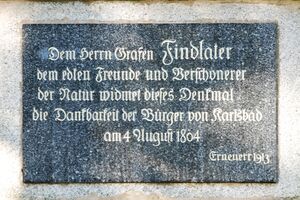 Dem Herrn Grafen Findlater
dem edlen Freunde und Verschönerer
der Natur widmet dieses Denkmal
die Dankbarkeit der Bürger von Karlsbad
am 4 August 1804
Erneuert 1913